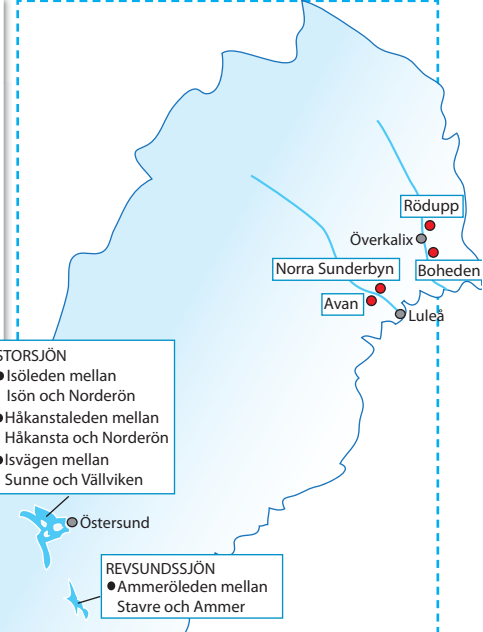 Rödupp
Överkalix
Boheden
Norra Sunderbyn
Avan
Luleå
STORSJÖN
●Isöleden mellan
Isön och Norderön
●Håkanstaleden mellan
Håkansta och Norderön
●Isvägen mellan
Sunne och Vällviken
Östersund
REVSUNDSSJÖN
●Ammeröleden mellan
Stavre och Ammer